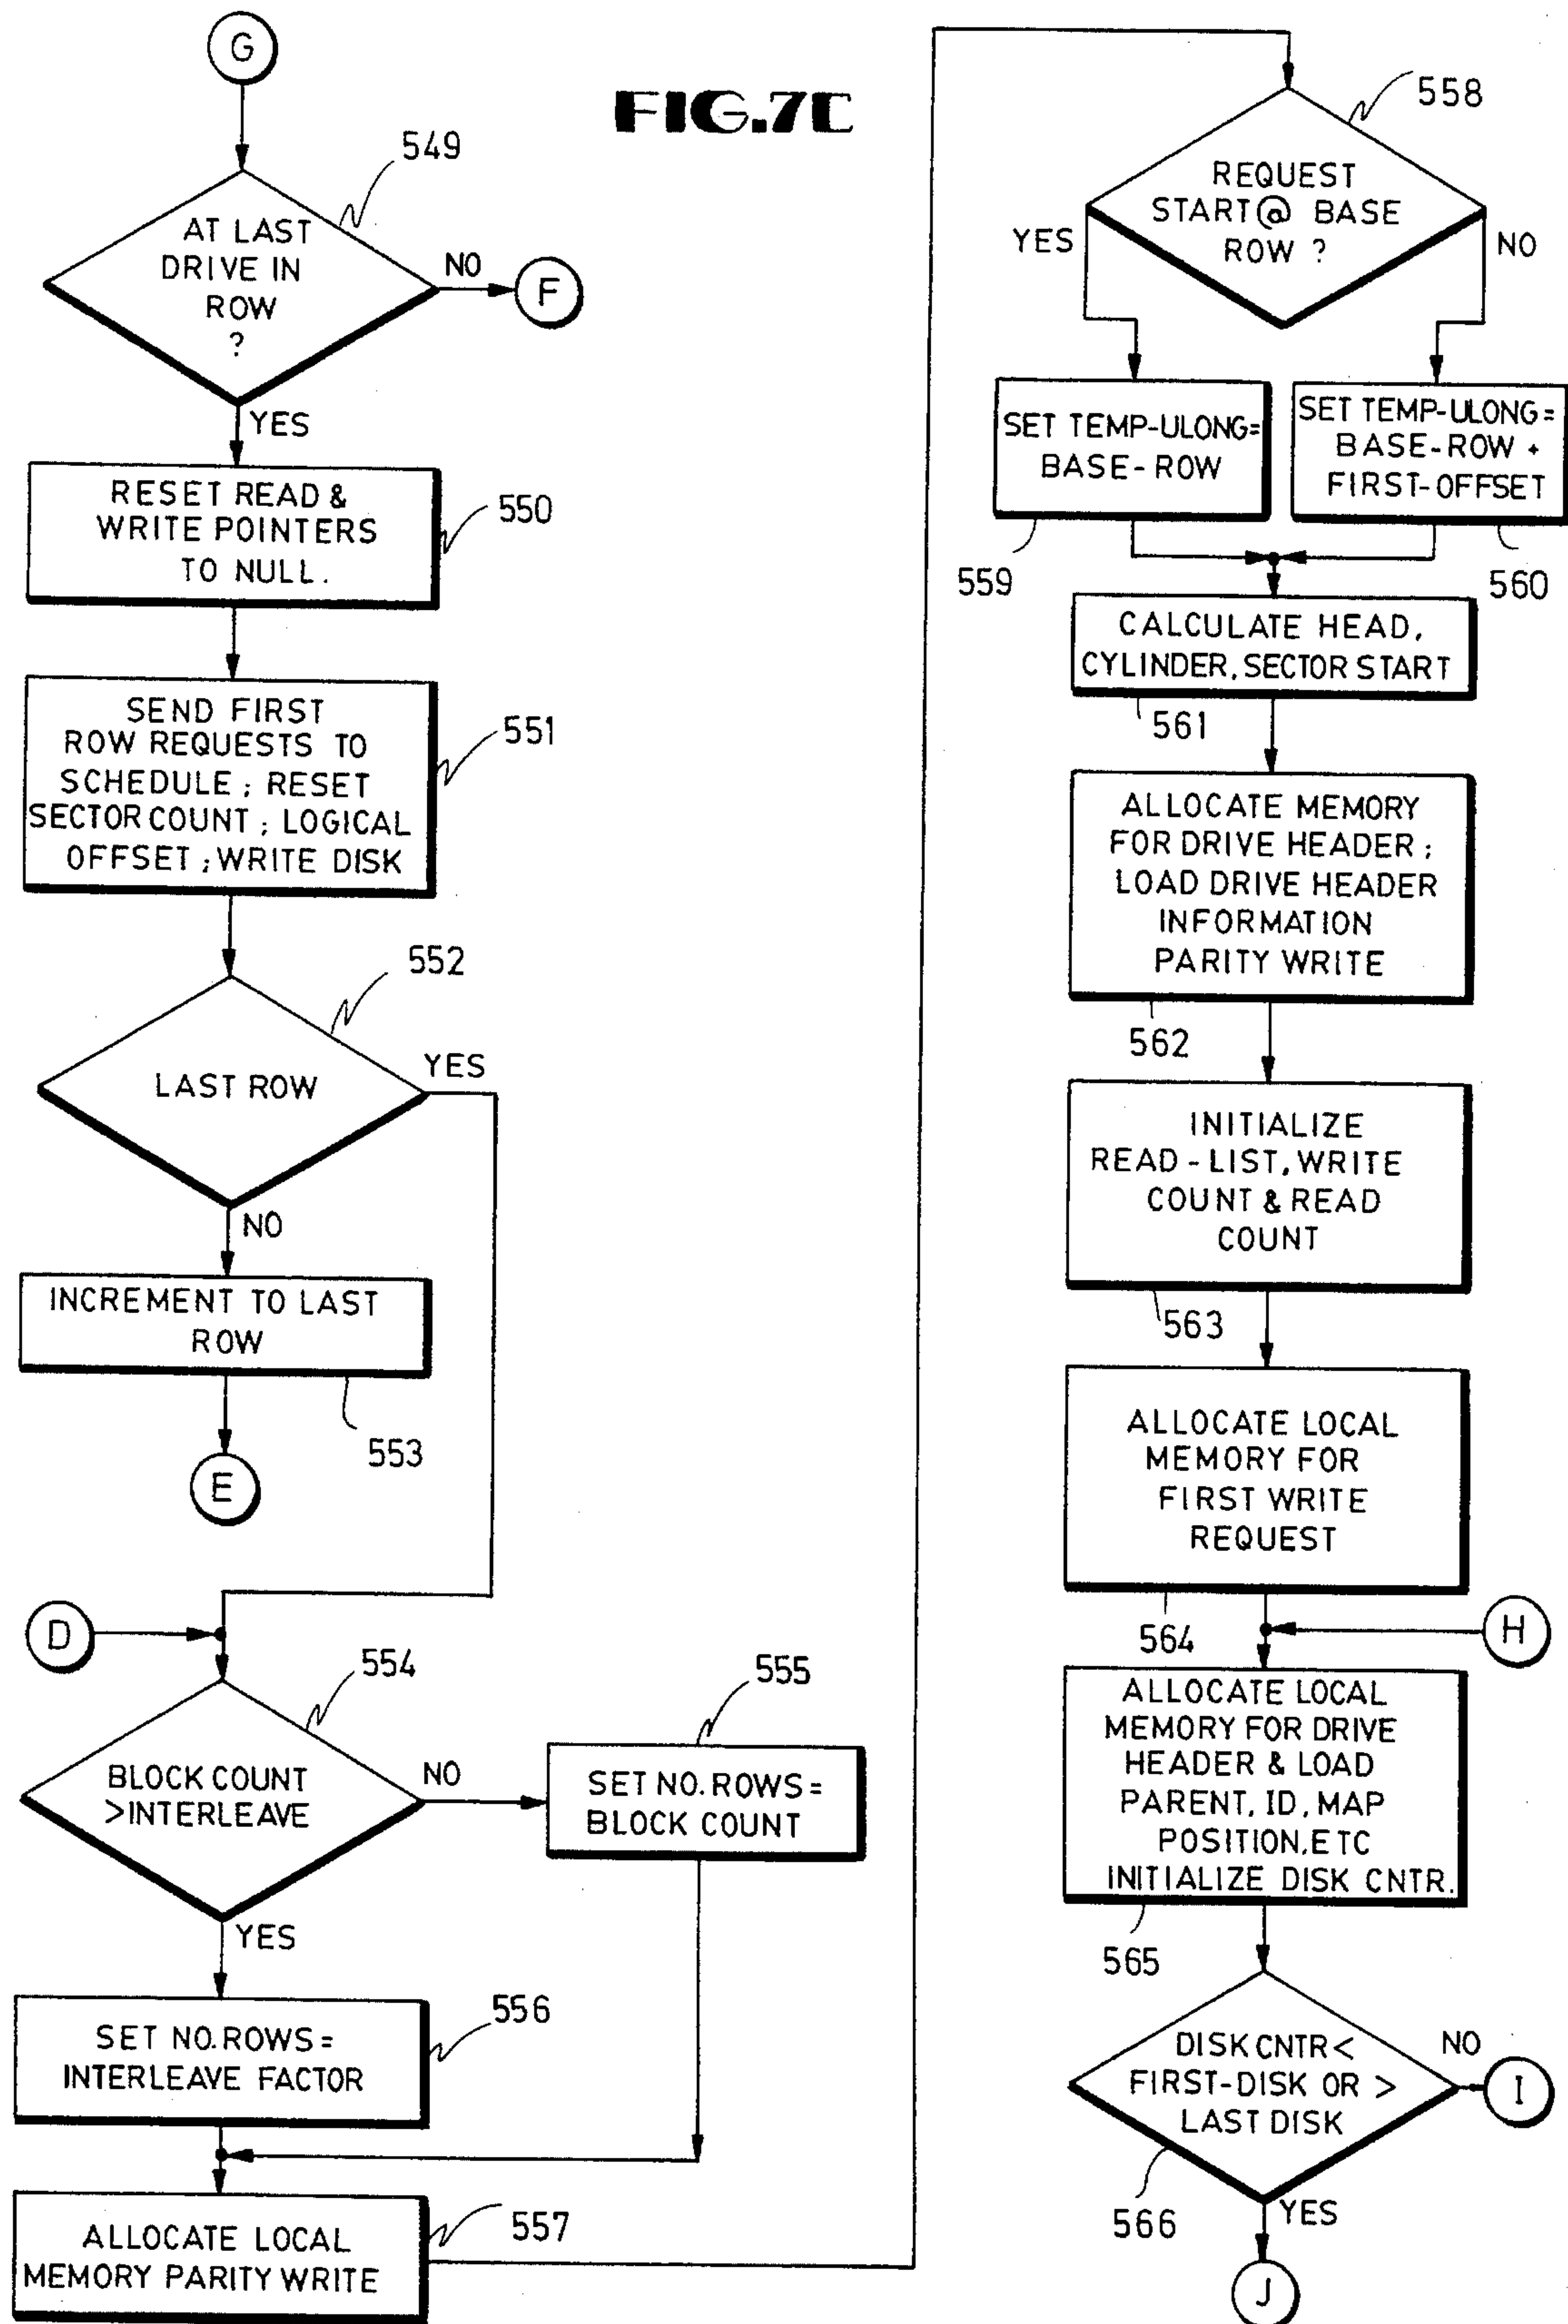 G
FIG.7C
549
AT LAST
DRIVE IN
ROW
?
NO
F
YES
RESET READ &
WRITE POINTERS
TO NULL.
550
SEND FIRST
ROW REQUESTS TO
SCHEDULE ; RESET
SECTOR COUNT ; LOGICAL
OFFSET ; WRITE DISK
551
552
LAST ROW
YES
NO
INCREMENT TO LAST
ROW
553
E
D
554
BLOCK COUNT
>INTERLEAVE
NO
555
SET NO. ROWS =
BLOCK COUNT
YES
SET NO. ROWS =
INTERLEAVE FACTOR
556
ALLOCATE LOCAL
MEMORY PARITY WRITE
557
558
REQUEST
START @ BASE
ROW ?
YES
NO
SET TEMP-ULONG=
BASE-ROW
559
SET TEMP-ULONG=
BASE-ROW +
FIRST-OFFSET
560
CALCULATE HEAD,
CYLINDER, SECTOR START
561
ALLOCATE MEMORY
FOR DRIVE HEADER ;
LOAD DRIVE HEADER
INFORMATION
PARITY WRITE
562
INITIALIZE
READ-LIST, WRITE
COUNT & READ
COUNT
563
ALLOCATE LOCAL
MEMORY FOR
FIRST WRITE
REQUEST
564
H
ALLOCATE LOCAL
MEMORY FOR DRIVE
HEADER & LOAD
PARENT, ID, MAP
POSITION, ETC
INITIALIZE DISK CNTR.
565
DISK CNTR <
FIRST-DISK OR >
LAST DISK
NO
I
566
YES
J